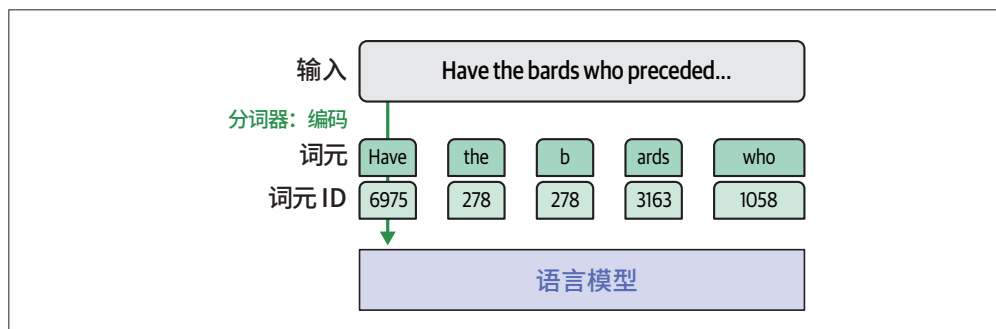 输入 Have the bards who preceded...
分词器：编码
词元 Have the b ards who
词元 ID 6975 278 278 3163 1058
语言模型